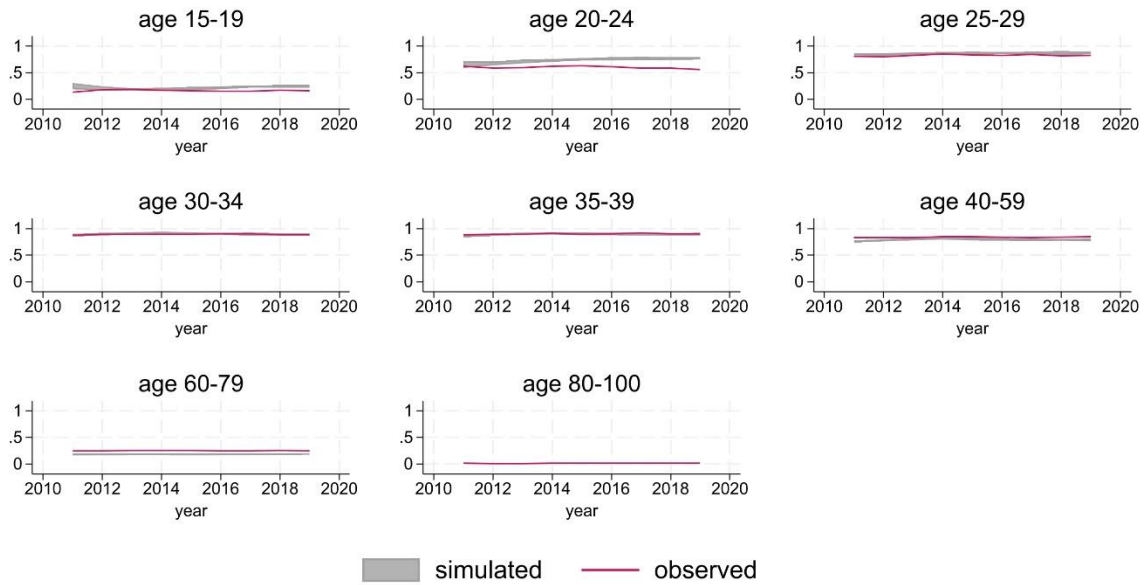 age 15-19 age 20-24 age 25-29
1 1 1
.5 .5 .5
0 0 0
2010 2012 2014 2016 2018 2020 2010 2012 2014 2016 2018 2020 2010 2012 2014 2016 2018 2020
year year year
age 30-34 age 35-39 age 40-59
1 1 1
.5 .5 .5
0 0 0
2010 2012 2014 2016 2018 2020 2010 2012 2014 2016 2018 2020 2010 2012 2014 2016 2018 2020
year year year
age 60-79 age 80-100
1 1
.5 .5
0 0
2010 2012 2014 2016 2018 2020 2010 2012 2014 2016 2018 2020
year year
simulated observed